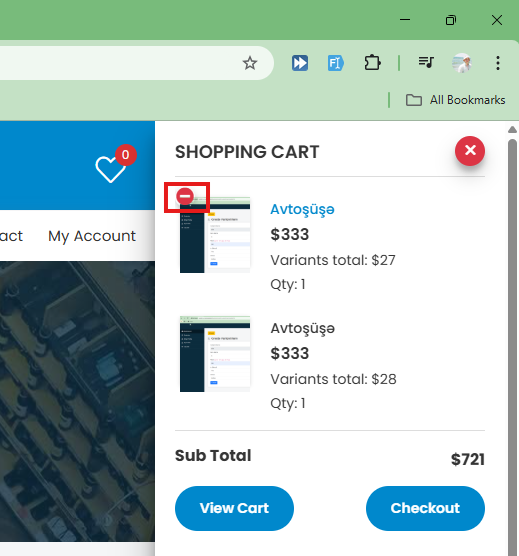 All Bookmarks
0
act
My Account
SHOPPING CART
Avtoşüşə
$333
Variants total: $27
Qty: 1
Avtoşüşə
$333
Variants total: $28
Qty: 1
Sub Total
$721
View Cart
Checkout